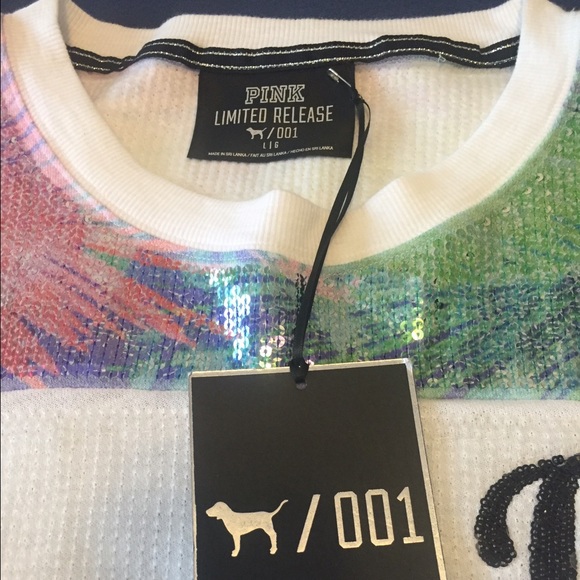 PINK
LIMITED RELEASE
/001
L | G
MADE IN SRI LANKA / FAIT AU SRI LANKA / HECHO EN SRI LANKA
/001